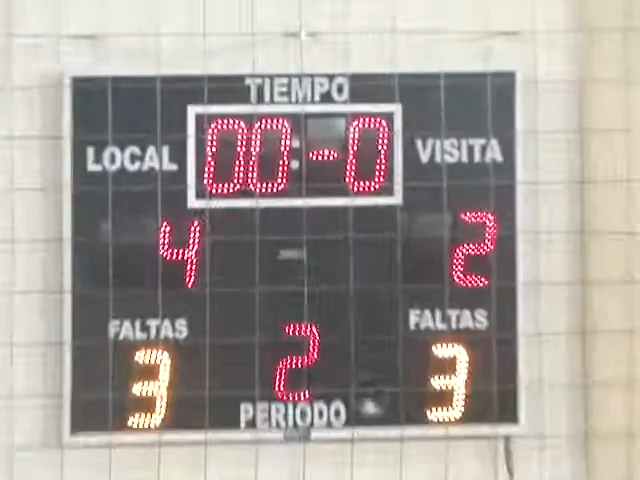 TIEMPO
LOCAL 00:-0 VISITA
4 2
FALTAS FALTAS
3 2 3
PERIODO